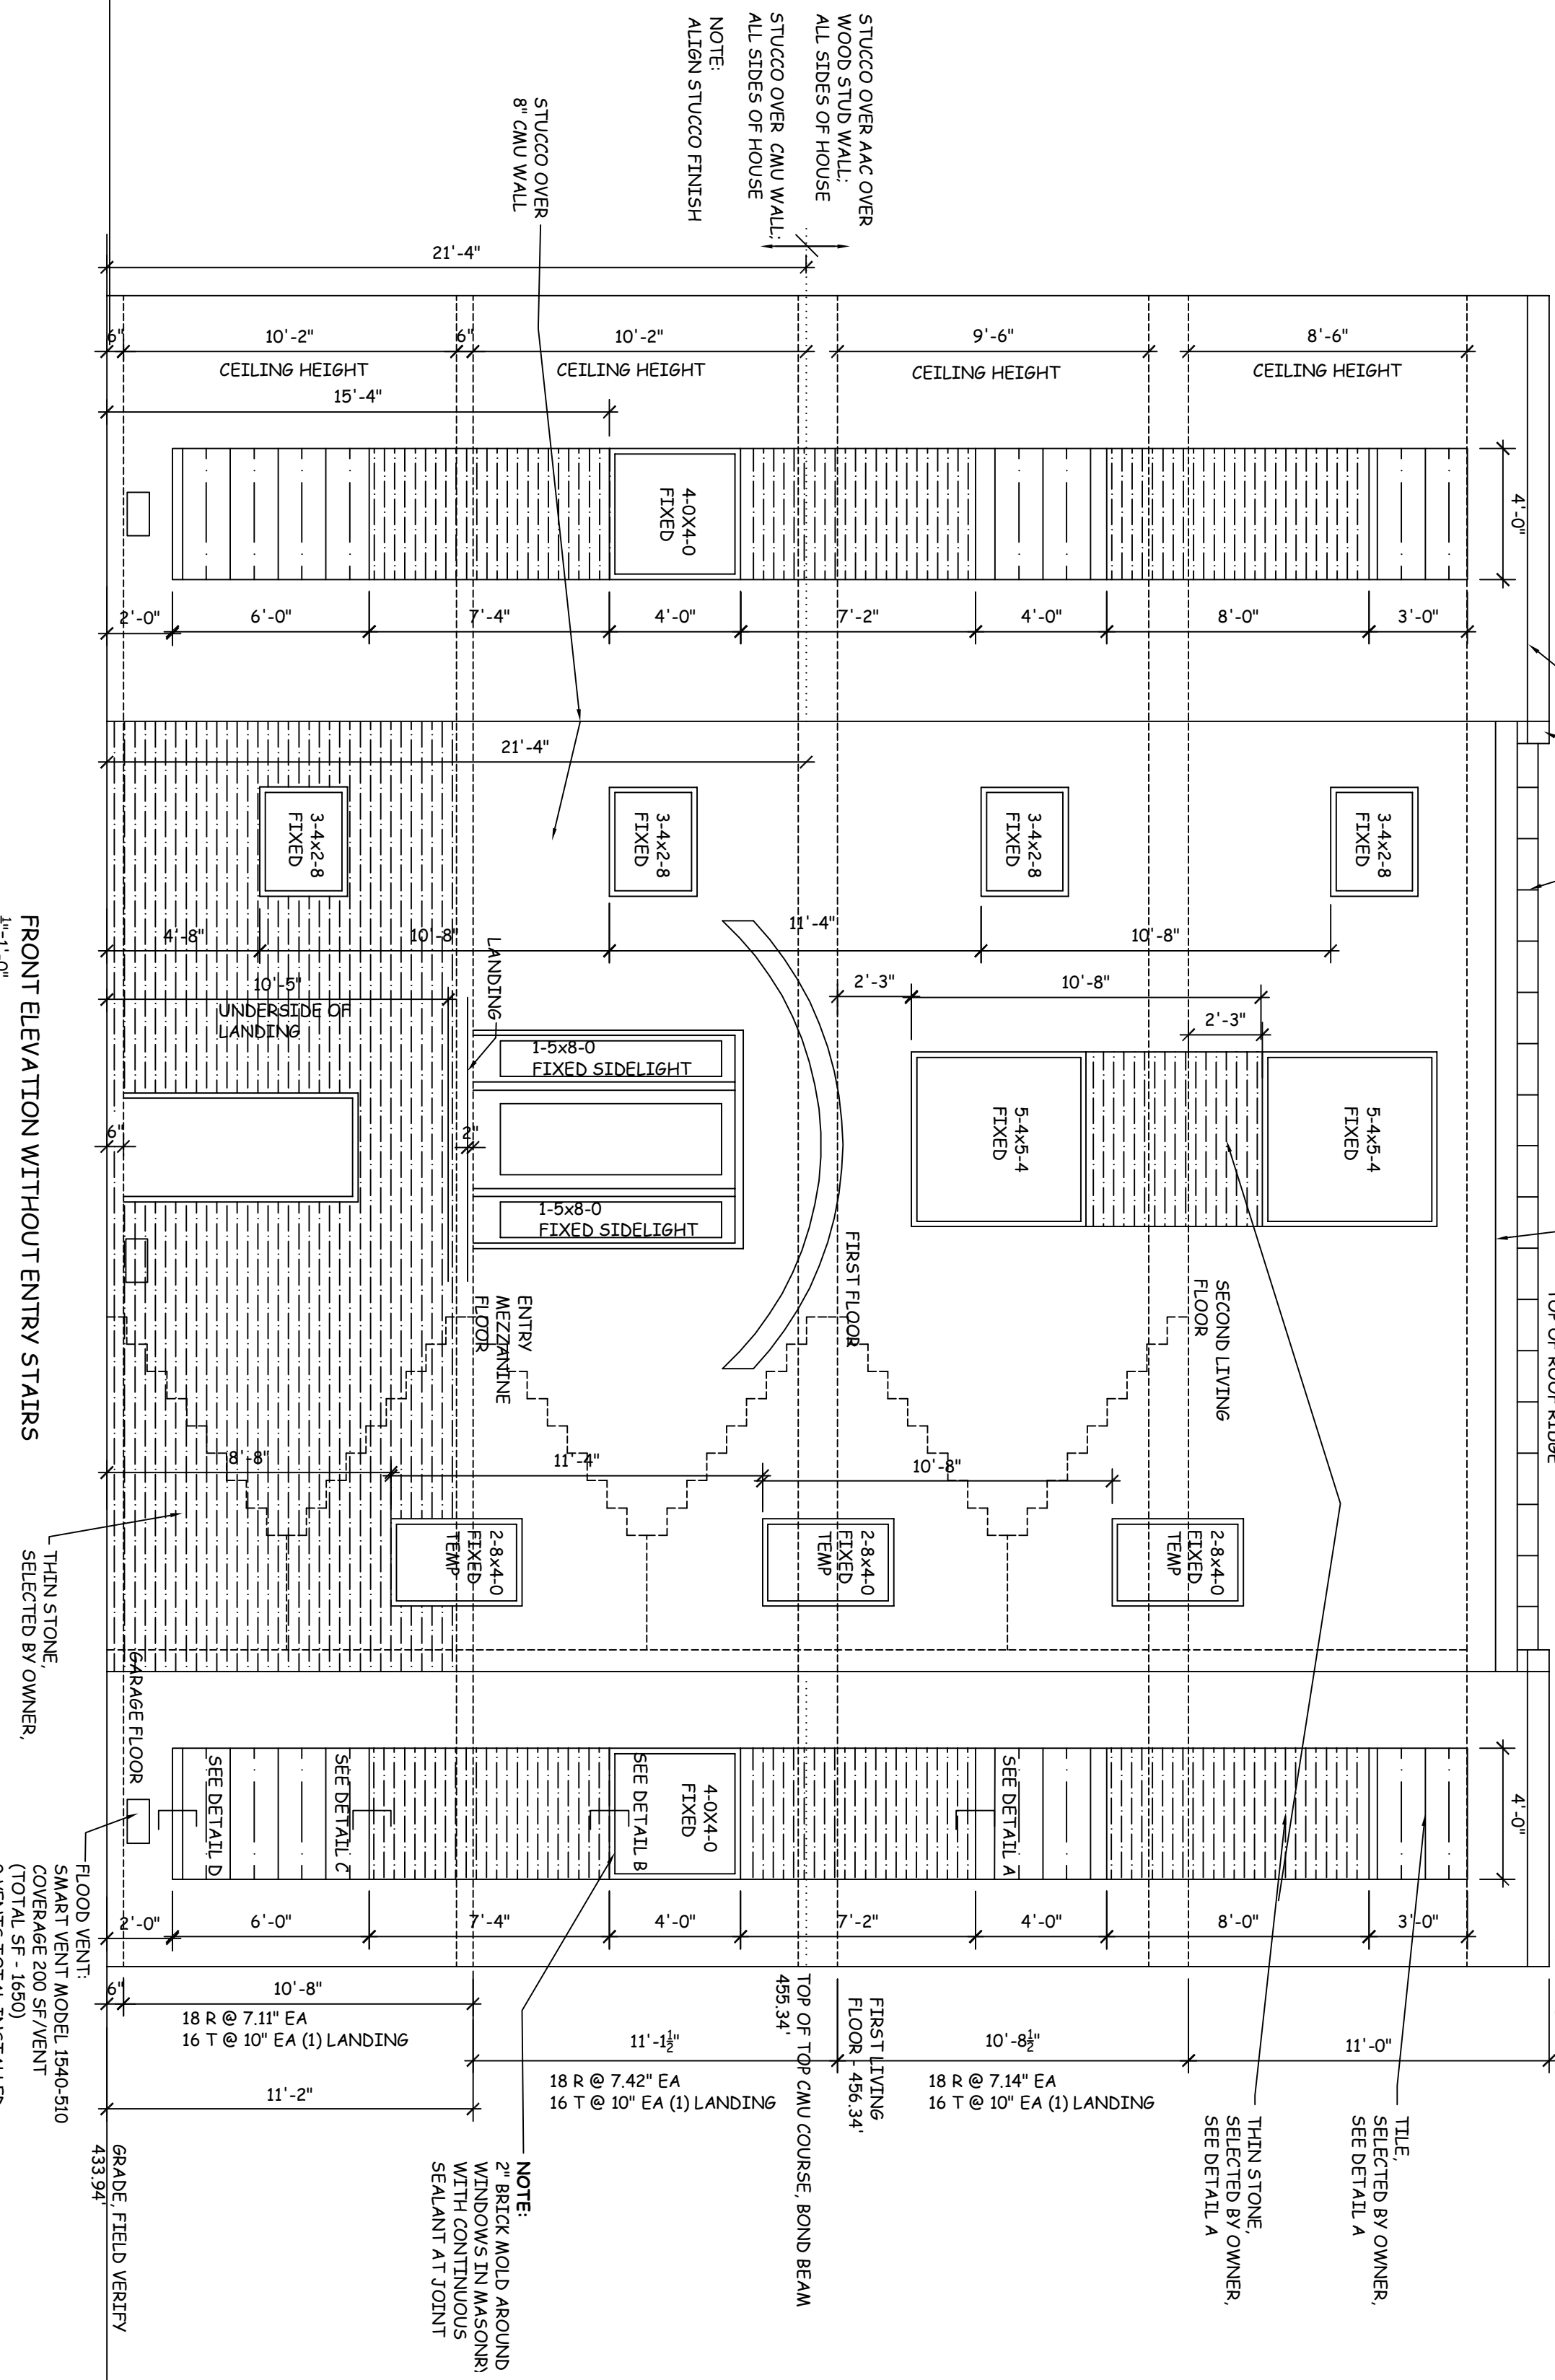 STUCCO OVER AAC OVER
WOOD STUD WALL;
ALL SIDES OF HOUSE
STUCCO OVER CMU WALL;
ALL SIDES OF HOUSE
NOTE:
ALIGN STUCCO FINISH
STUCCO OVER
8" CMU WALL
21'-4"
6"
10'-2"
CEILING HEIGHT
6"
10'-2"
CEILING HEIGHT
9'-6"
CEILING HEIGHT
8'-6"
CEILING HEIGHT
15'-4"
4-0X4-0
FIXED
4'-0"
2'-0"
6'-0"
7'-4"
4'-0"
7'-2"
4'-0"
8'-0"
3'-0"
21'-4"
3-4x2-8
FIXED
3-4x2-8
FIXED
3-4x2-8
FIXED
3-4x2-8
FIXED
4'-8"
10'-8"
11'-4"
10'-8"
LANDING
10'-5"
UNDERSIDE OF
LANDING
2'-3"
10'-8"
2'-3"
1-5x8-0
FIXED SIDELIGHT
5-4x5-4
FIXED
5-4x5-4
FIXED
6"
2"
1-5x8-0
FIXED SIDELIGHT
FIRST FLOOR
SECOND LIVING
FLOOR
ENTRY
MEZZANINE
FLOOR
TOP OF ROOF RIDGE
8'-8"
11'-4"
10'-8"
2-8x4-0
FIXED
TEMP
2-8x4-0
FIXED
TEMP
2-8x4-0
FIXED
TEMP
FRONT ELEVATION WITHOUT ENTRY STAIRS
THIN STONE,
SELECTED BY OWNER,
GARAGE FLOOR
SEE DETAIL D
SEE DETAIL C
SEE DETAIL B
4-0X4-0
FIXED
SEE DETAIL A
4'-0"
2'-0"
6'-0"
7'-4"
4'-0"
7'-2"
4'-0"
8'-0"
3'-0"
FLOOD VENT:
SMART VENT MODEL 1540-510
COVERAGE 200 SF/VENT
(TOTAL SF - 1650)
6"
10'-8"
18 R @ 7.11" EA
16 T @ 10" EA (1) LANDING
11'-1½"
18 R @ 7.42" EA
16 T @ 10" EA (1) LANDING
10'-8½"
18 R @ 7.14" EA
16 T @ 10" EA (1) LANDING
11'-0"
11'-2"
TOP OF TOP CMU COURSE, BOND BEAM
455.34'
FIRST LIVING
FLOOR - 456.34'
GRADE, FIELD VERIFY
433.94'
NOTE:
2" BRICK MOLD AROUND
WINDOWS IN MASONRY
WITH CONTINUOUS
SEALANT AT JOINT
THIN STONE,
SELECTED BY OWNER,
SEE DETAIL A
TILE,
SELECTED BY OWNER,
SEE DETAIL A